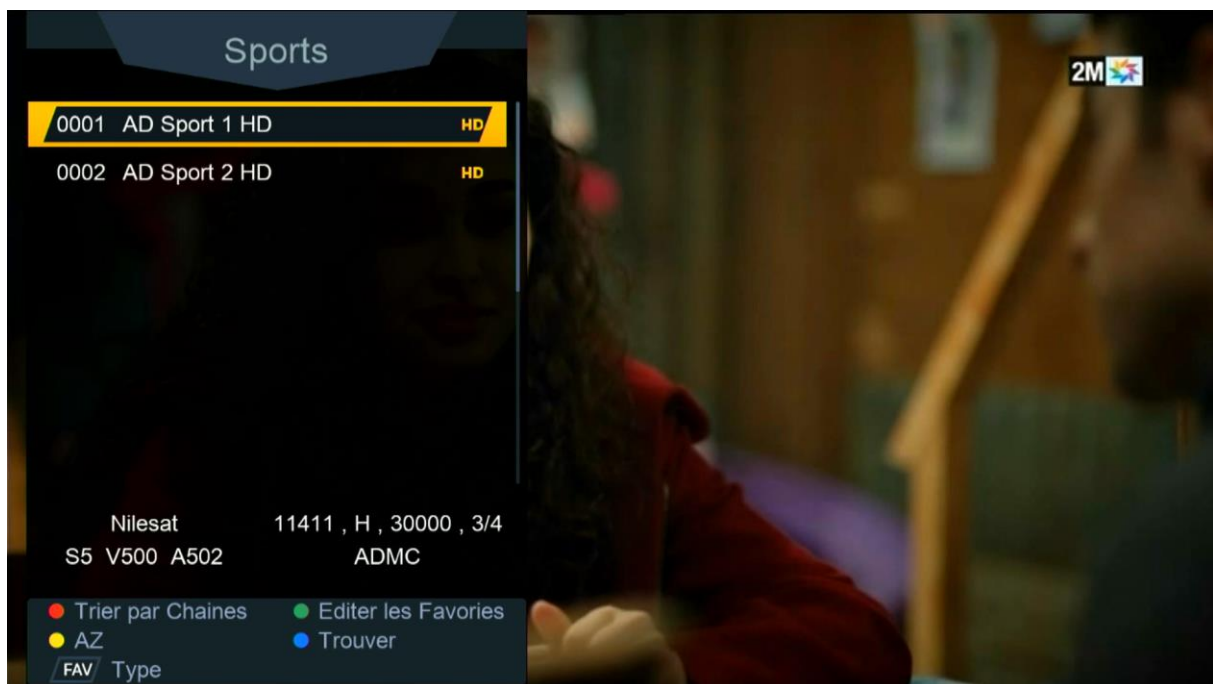 Sports
2M
0001 AD Sport 1 HD HD
0002 AD Sport 2 HD HD
Nilesat 11411 , H , 30000 , 3/4
S5 V500 A502 ADMC
Trier par Chaines Editer les Favories
AZ Trouver
FAV Type